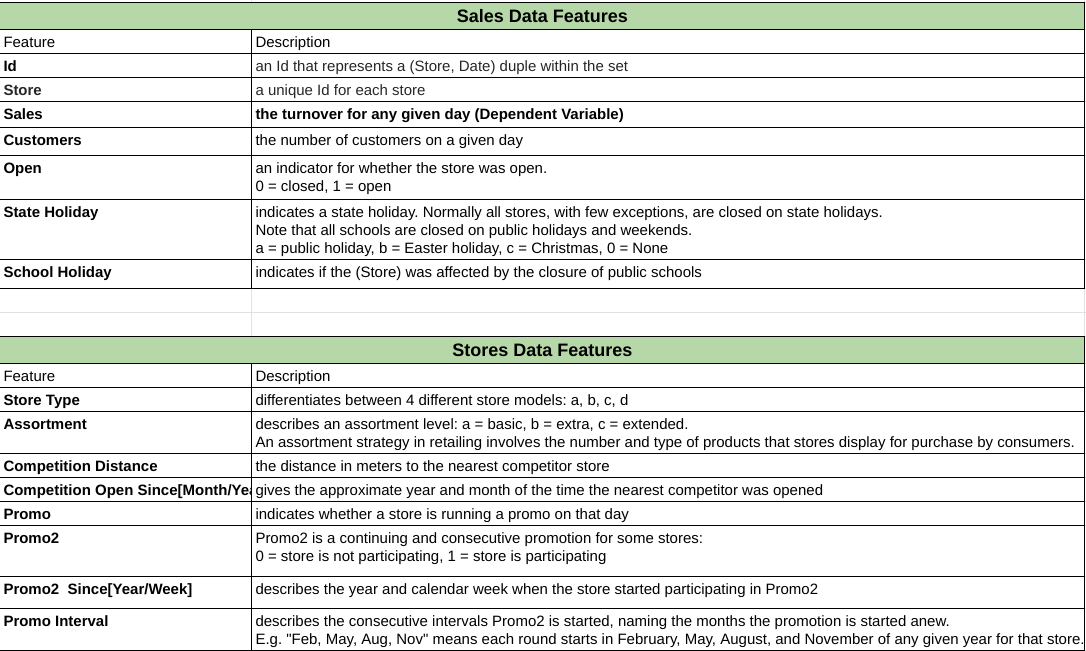 Sales Data Features
Feature Description
Id an Id that represents a (Store, Date) duple within the set
Store a unique Id for each store
Sales the turnover for any given day (Dependent Variable)
Customers the number of customers on a given day
Open an indicator for whether the store was open.
0 = closed, 1 = open
State Holiday indicates a state holiday. Normally all stores, with few exceptions, are closed on state holidays.
Note that all schools are closed on public holidays and weekends.
a = public holiday, b = Easter holiday, c = Christmas, 0 = None
School Holiday indicates if the (Store) was affected by the closure of public schools
Stores Data Features
Feature Description
Store Type differentiates between 4 different store models: a, b, c, d
Assortment describes an assortment level: a = basic, b = extra, c = extended.
An assortment strategy in retailing involves the number and type of products that stores display for purchase by consumers.
Competition Distance the distance in meters to the nearest competitor store
Competition Open Since[Month/Yea gives the approximate year and month of the time the nearest competitor was opened
Promo indicates whether a store is running a promo on that day
Promo2 Promo2 is a continuing and consecutive promotion for some stores:
0 = store is not participating, 1 = store is participating
Promo2  Since[Year/Week] describes the year and calendar week when the store started participating in Promo2
Promo Interval describes the consecutive intervals Promo2 is started, naming the months the promotion is started anew.
E.g. "Feb, May, Aug, Nov" means each round starts in February, May, August, and November of any given year for that store.